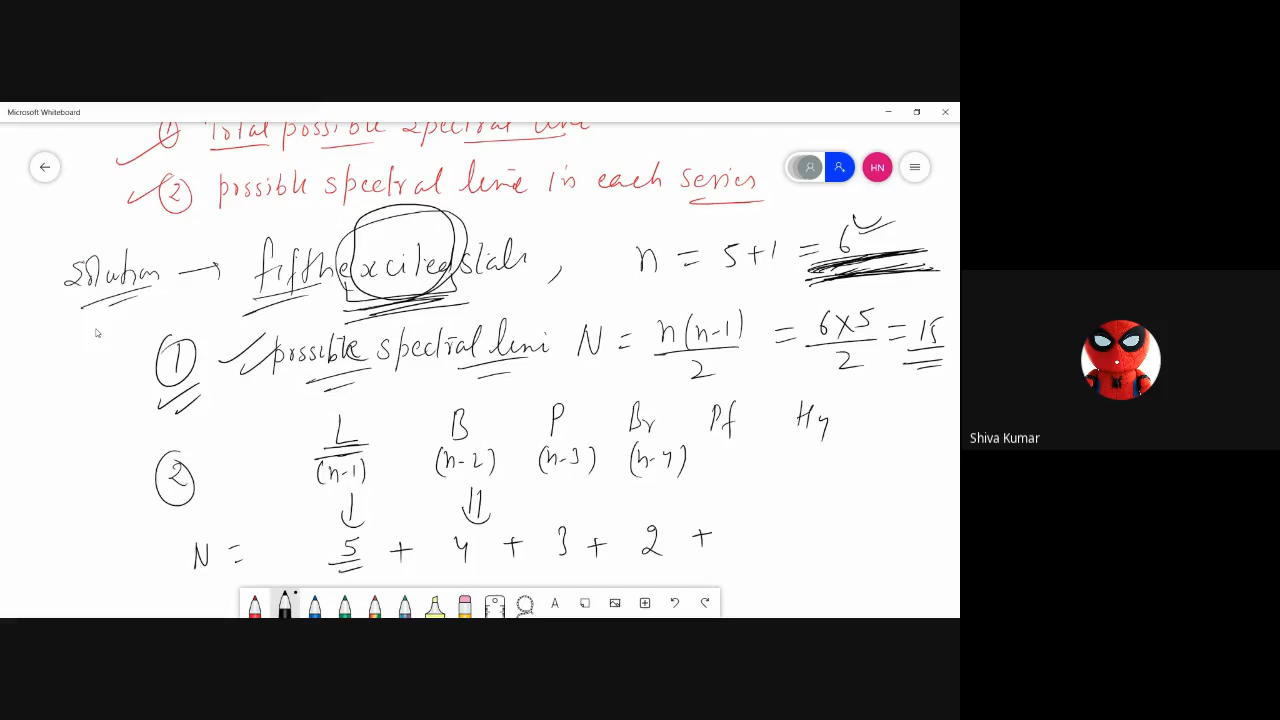 Microsoft Whiteboard
① Total possible spectral line
② possible spectral line in each series
HN
solution → fifth excited state , n = 5+1 = 6
① possible spectral line N = n(n-1)/2 = 6×5/2 = 15
L B P Br Pf Hy
② (n-1) (n-2) (n-3) (n-4)
N = 5 + 4 + 3 + 2 +
Shiva Kumar